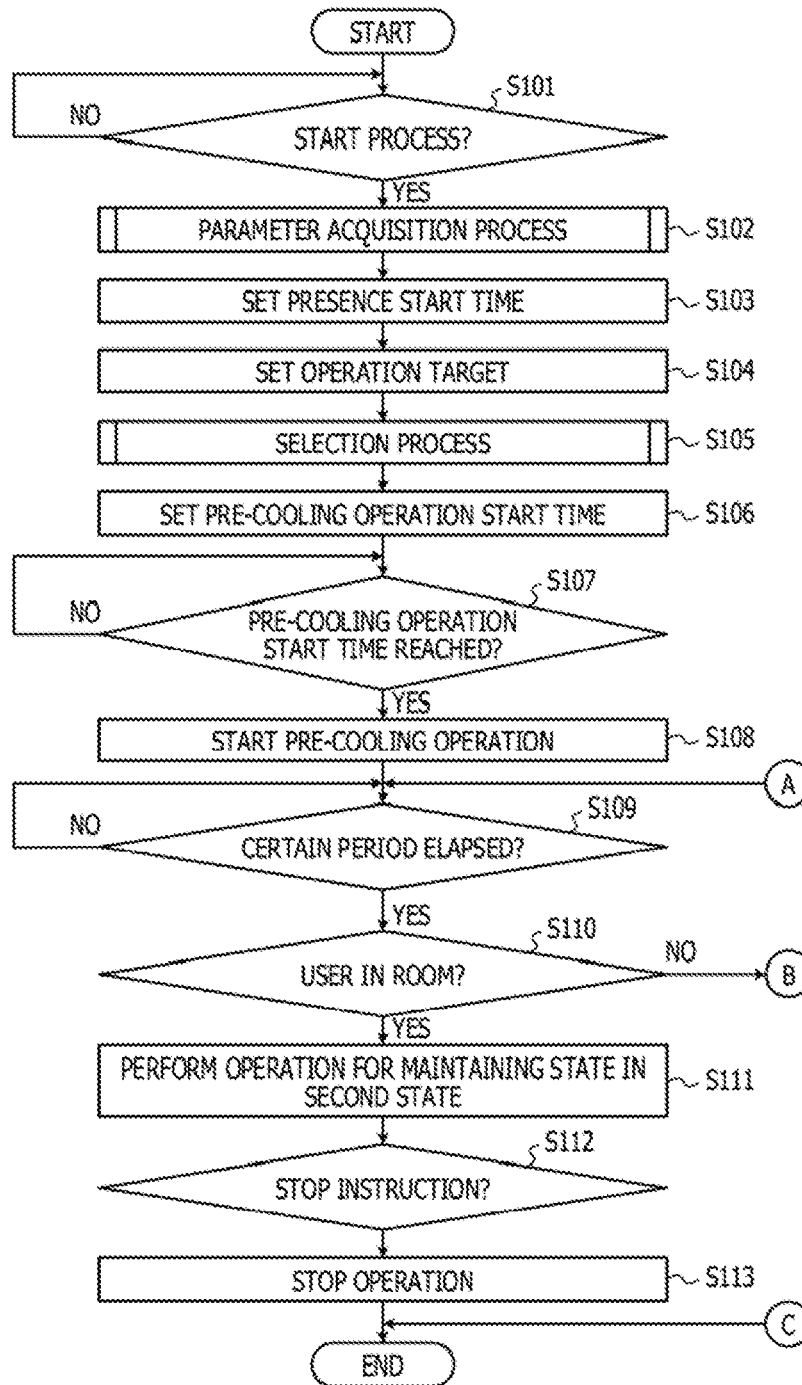 START
S101
NO
START PROCESS?
YES
PARAMETER ACQUISITION PROCESS
S102
SET PRESENCE START TIME
S103
SET OPERATION TARGET
S104
SELECTION PROCESS
S105
SET PRE-COOLING OPERATION START TIME
S106
S107
NO
PRE-COOLING OPERATION
START TIME REACHED?
YES
START PRE-COOLING OPERATION
S108
A
S109
NO
CERTAIN PERIOD ELAPSED?
YES
S110
NO
USER IN ROOM?
B
YES
PERFORM OPERATION FOR MAINTAINING STATE IN
SECOND STATE
S111
S112
STOP INSTRUCTION?
STOP OPERATION
S113
C
END